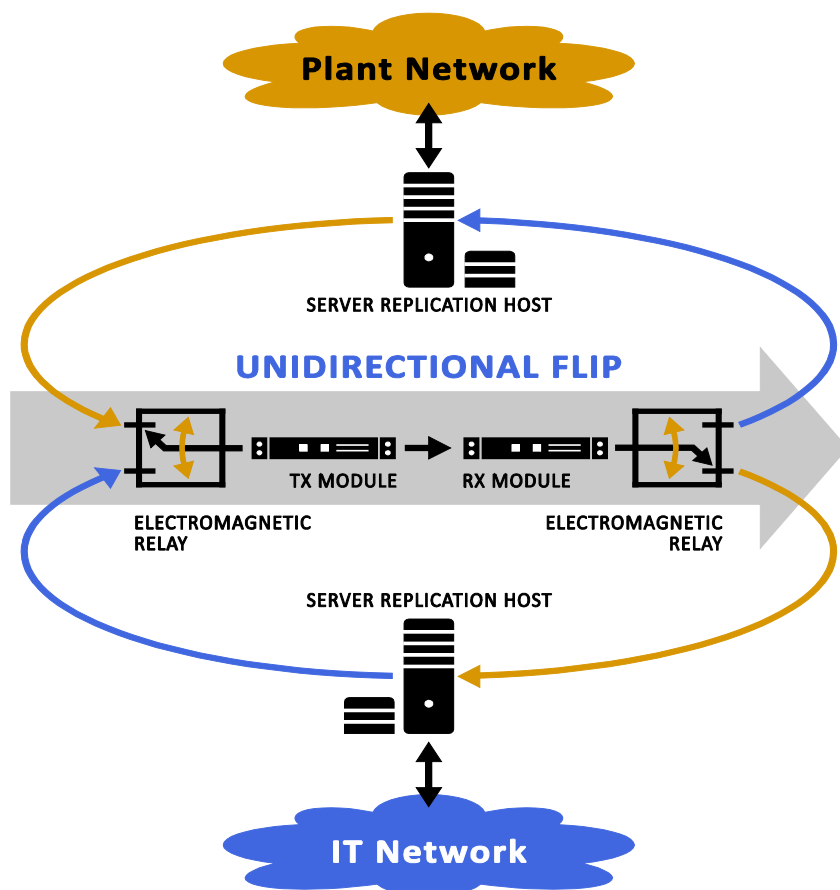 Plant Network
SERVER REPLICATION HOST
UNIDIRECTIONAL FLIP
TX MODULE
RX MODULE
ELECTROMAGNETIC
RELAY
ELECTROMAGNETIC
RELAY
SERVER REPLICATION HOST
IT Network